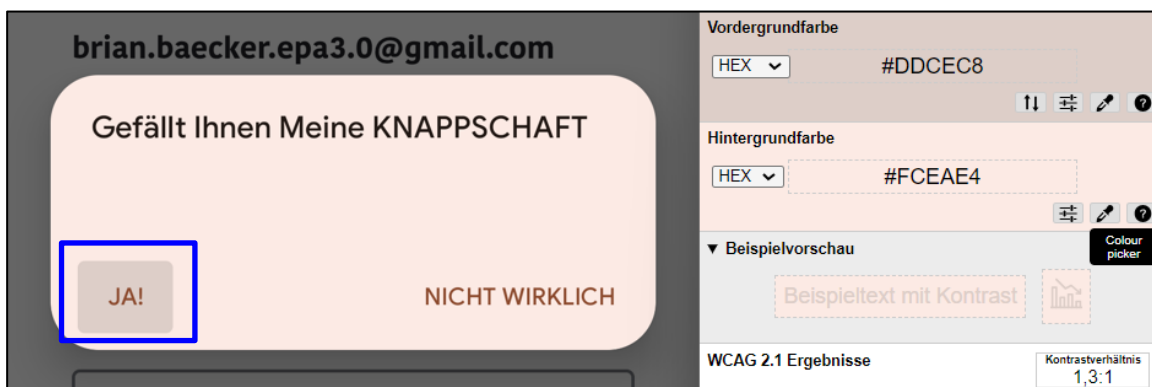 brian.baecker.epa3.0@gmail.com
Gefällt Ihnen Meine KNAPPSCHAFT
JA!
NICHT WIRKLICH
Vordergrundfarbe
HEX
#DDCEC8
Hintergrundfarbe
HEX
#FCEAE4
Colour
picker
▼ Beispielvorschau
Beispieltext mit Kontrast
WCAG 2.1 Ergebnisse
Kontrastverhältnis
1,3:1